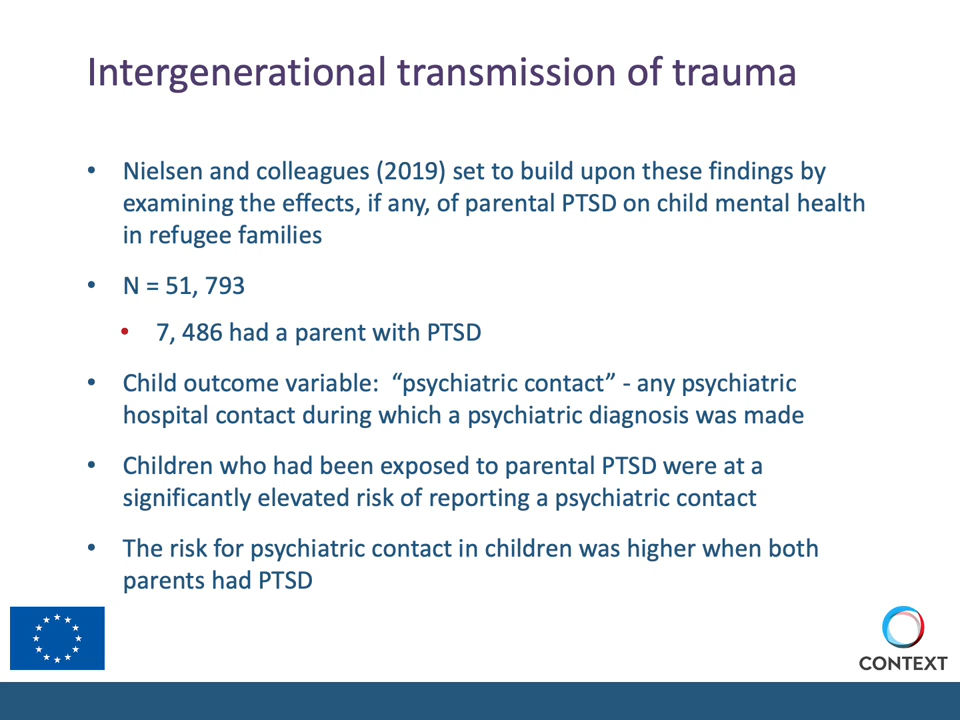 Intergenerational transmission of trauma
• Nielsen and colleagues (2019) set to build upon these findings by
examining the effects, if any, of parental PTSD on child mental health
in refugee families
• N = 51, 793
• 7, 486 had a parent with PTSD
• Child outcome variable:  “psychiatric contact” - any psychiatric
hospital contact during which a psychiatric diagnosis was made
• Children who had been exposed to parental PTSD were at a
significantly elevated risk of reporting a psychiatric contact
• The risk for psychiatric contact in children was higher when both
parents had PTSD
CONTEXT